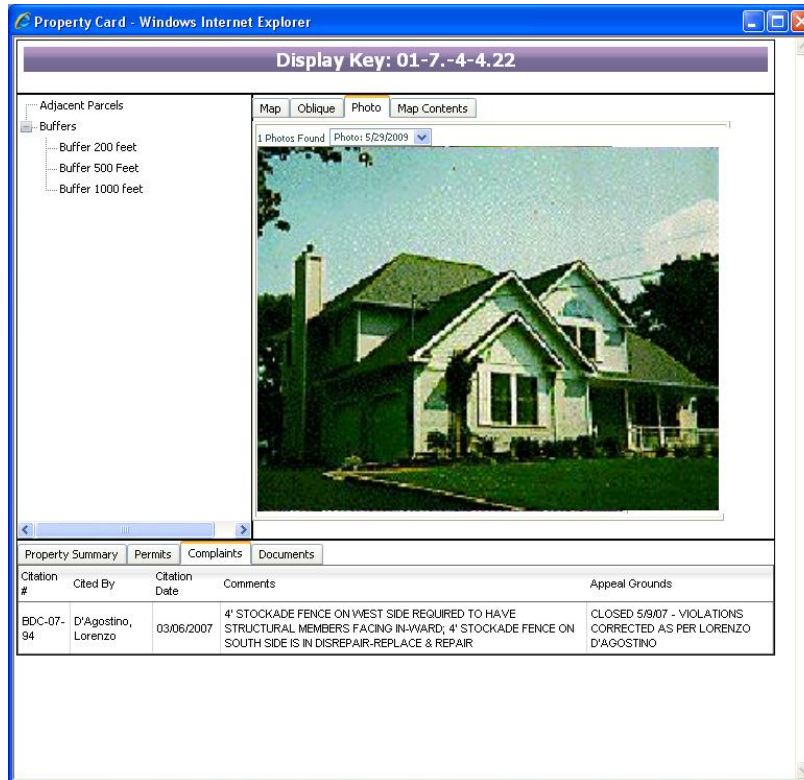 Property Card - Windows Internet Explorer
Display Key: 01-7.-4-4.22
Adjacent Parcels
Buffers
Buffer 200 feet
Buffer 500 Feet
Buffer 1000 feet
Map Oblique Photo Map Contents
1 Photos Found Photo: 5/29/2009
Property Summary Permits Complaints Documents
Citation # Cited By Citation Date Comments Appeal Grounds
BDC-07-94
D'Agostino, Lorenzo
03/06/2007
4' STOCKADE FENCE ON WEST SIDE REQUIRED TO HAVE
STRUCTURAL MEMBERS FACING IN-WARD; 4' STOCKADE FENCE ON
SOUTH SIDE IS IN DISREPAIR-REPLACE & REPAIR
CLOSED 5/9/07 - VIOLATIONS
CORRECTED AS PER LORENZO
D'AGOSTINO